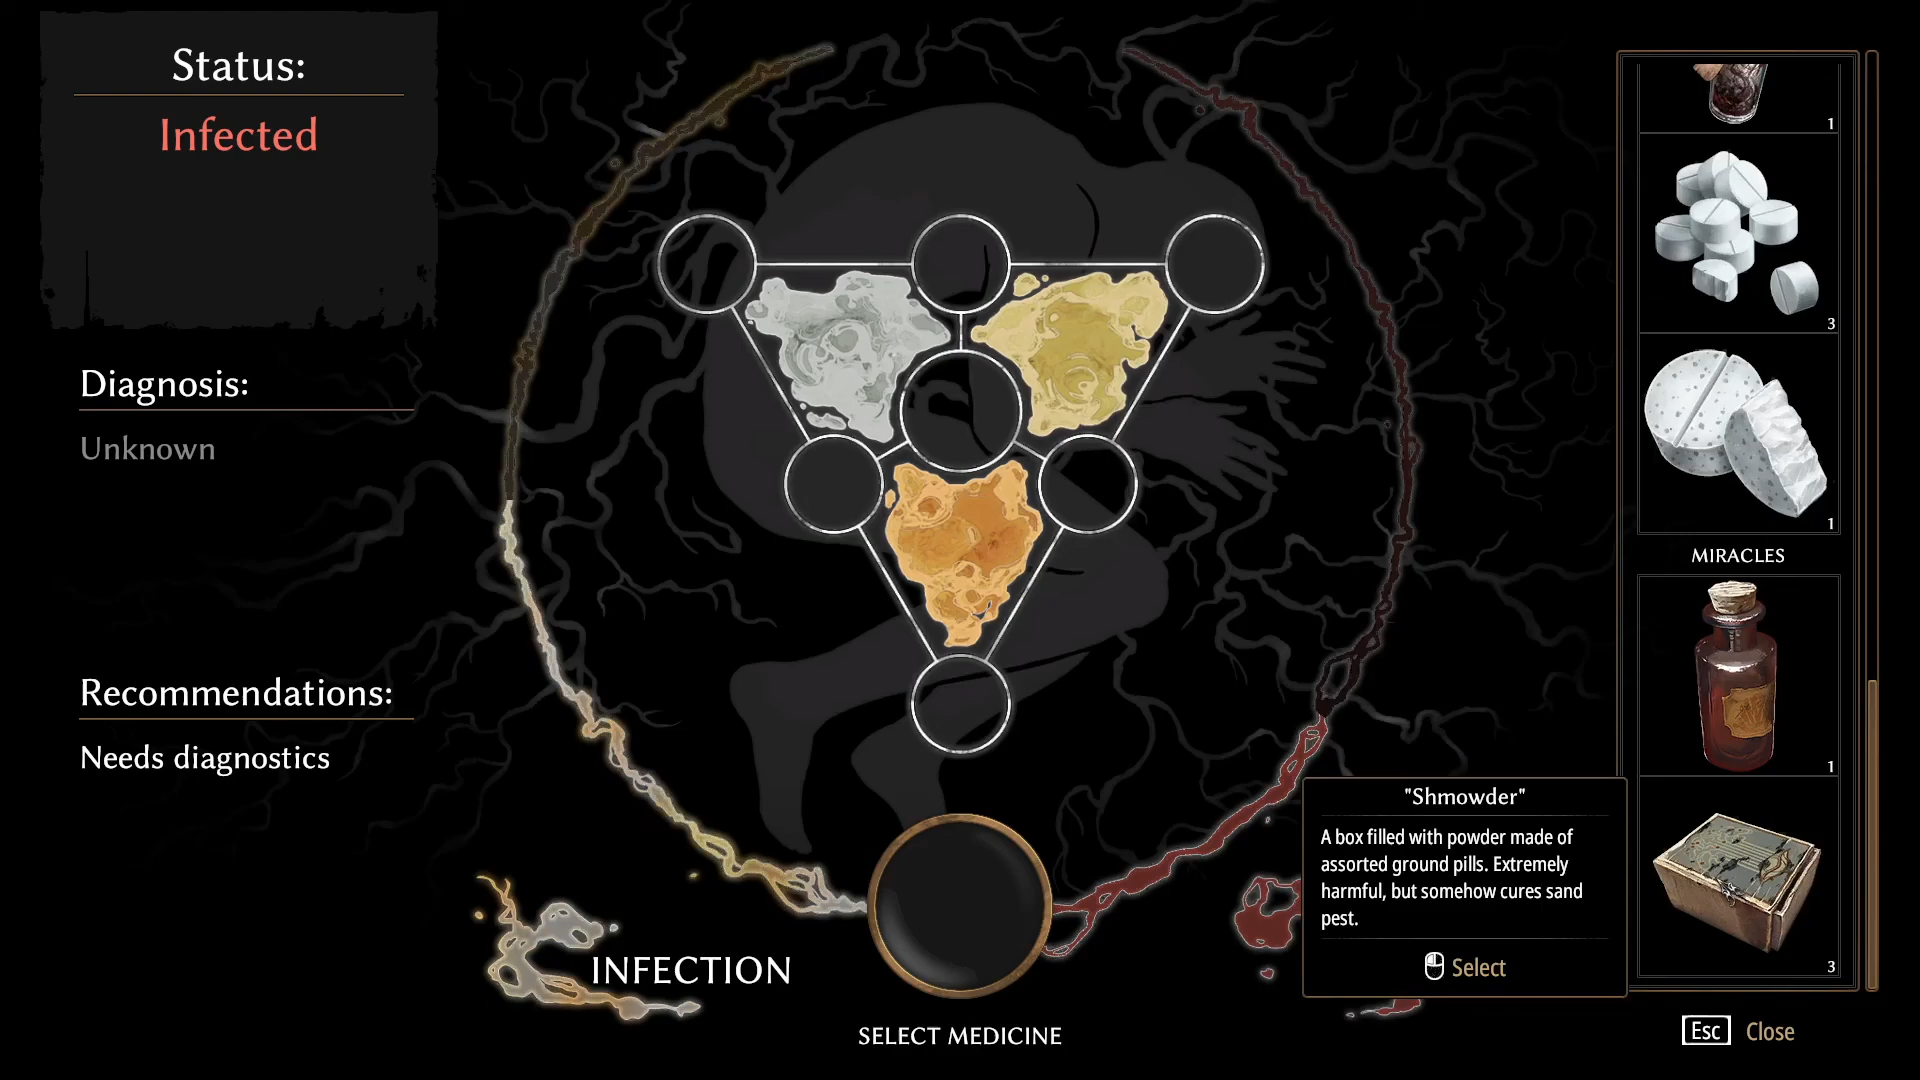 Status:
Infected
Diagnosis:
Unknown
Recommendations:
Needs diagnostics
INFECTION
SELECT MEDICINE
1
3
1
MIRACLES
1
3
"Shmowder"
A box filled with powder made of
assorted ground pills. Extremely
harmful, but somehow cures sand
pest.
Select
Esc Close